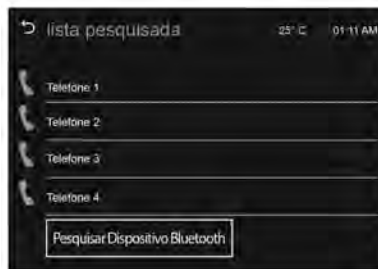 lista pesquisada 25° C 01:11 AM
Telefone 1
Telefone 2
Telefone 3
Telefone 4
Pesquisar Dispositivo Bluetooth